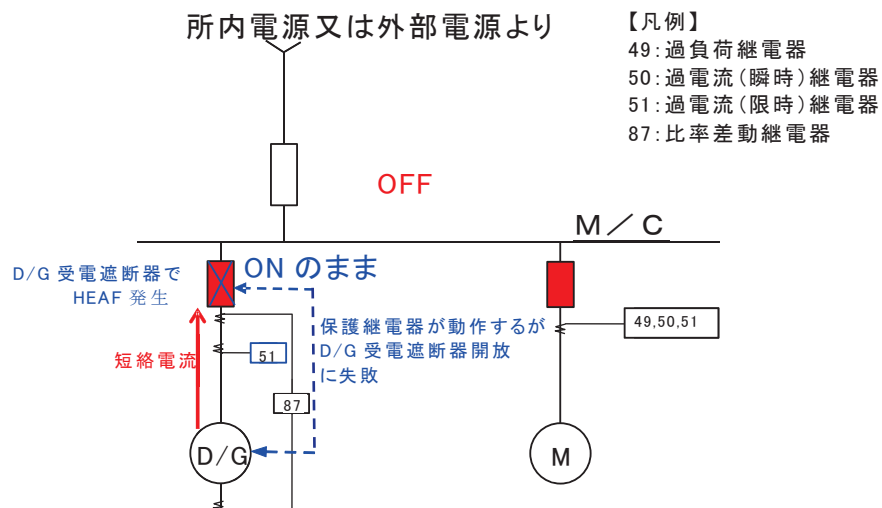 所内電源又は外部電源より
【凡例】
49:過負荷継電器
50:過電流(瞬時)継電器
51:過電流(限時)継電器
87:比率差動継電器
OFF
M/C
D/G 受電遮断器で
HEAF 発生
ON のまま
保護継電器が動作するが
D/G 受電遮断器開放
に失敗
短絡電流
51
87
49,50,51
D/G
M